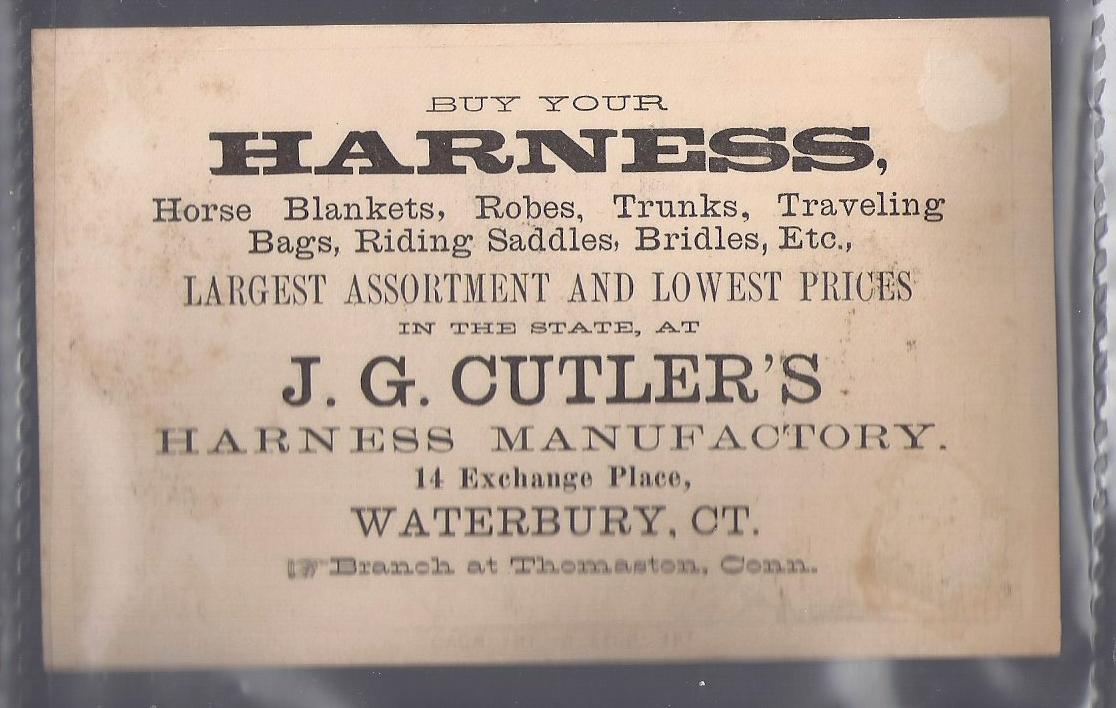 BUY YOUR
HARNESS,
Horse Blankets, Robes, Trunks, Traveling
Bags, Riding Saddles, Bridles, Etc.,
LARGEST ASSORTMENT AND LOWEST PRICES
IN THE STATE, AT
J. G. CUTLER'S
HARNESS MANUFACTORY.
14 Exchange Place,
WATERBURY, CT.
☞Branch at Thomaston, Conn.